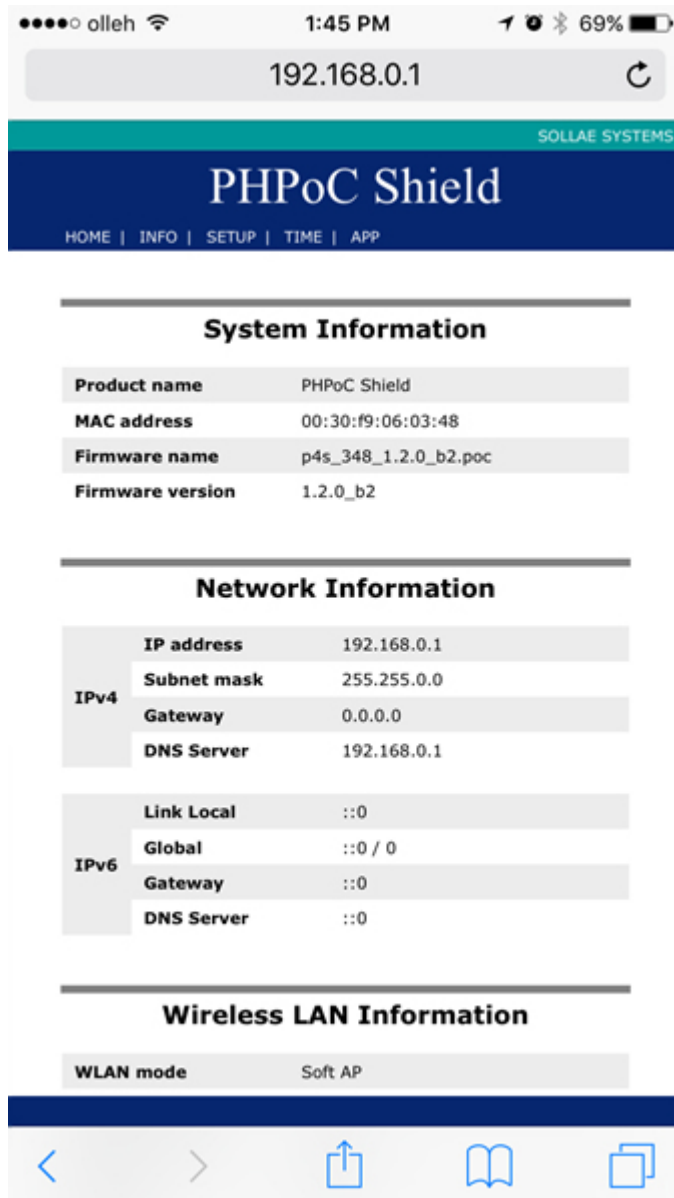 olleh 1:45 PM 69%
192.168.0.1
SOLLAE SYSTEMS
PHPoC Shield
HOME | INFO | SETUP | TIME | APP
System Information
Product name PHPoC Shield
MAC address 00:30:f9:06:03:48
Firmware name p4s_348_1.2.0_b2.poc
Firmware version 1.2.0_b2
Network Information
IPv4
IP address 192.168.0.1
Subnet mask 255.255.0.0
Gateway 0.0.0.0
DNS Server 192.168.0.1
IPv6
Link Local ::0
Global ::0 / 0
Gateway ::0
DNS Server ::0
Wireless LAN Information
WLAN mode Soft AP